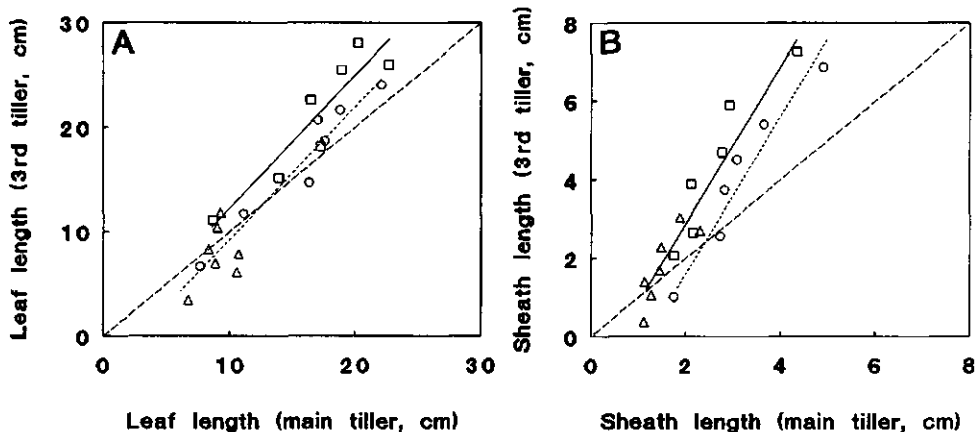 A
30
20
10
0
0 10 20 30
Leaf length (3rd tiller, cm)
Leaf length (main tiller, cm)
B
8
6
4
2
0
0 2 4 6 8
Sheath length (3rd tiller, cm)
Sheath length (main tiller, cm)